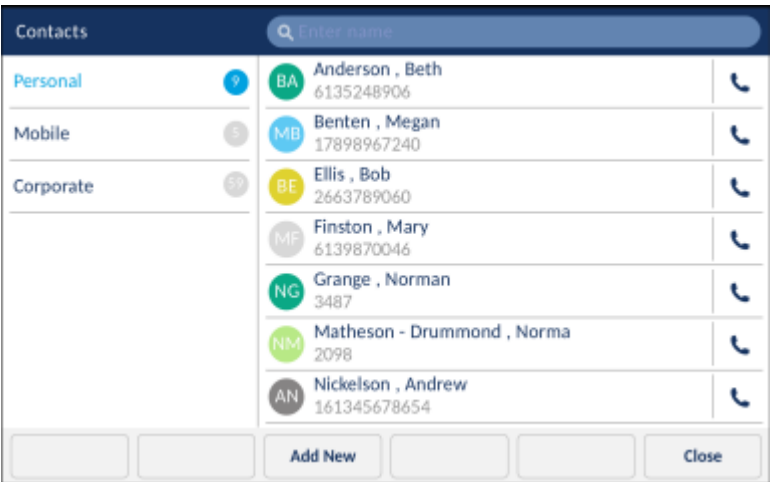 Contacts
Enter name
Personal 9
Mobile 5
Corporate 59
BA Anderson , Beth
6135248906
MB Benten , Megan
17898967240
BE Ellis , Bob
2663789060
MF Finston , Mary
6139870046
NG Grange , Norman
3487
NM Matheson - Drummond , Norma
2098
AN Nickelson , Andrew
161345678654
Add New
Close